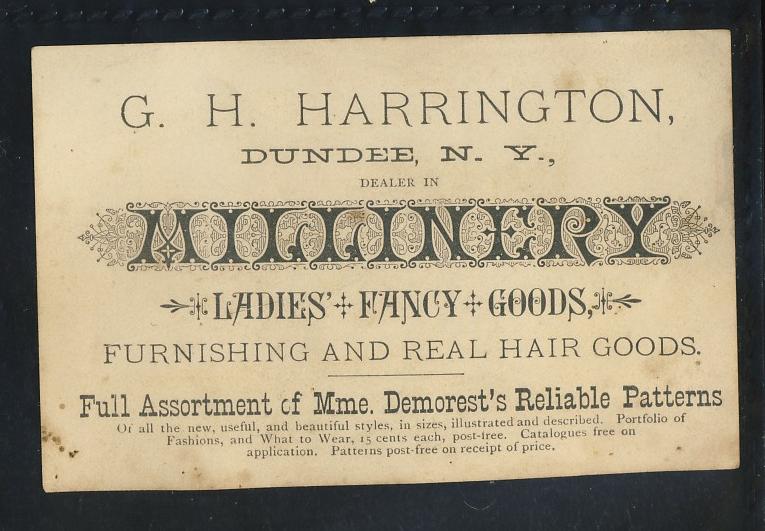 G. H. HARRINGTON,
DUNDEE, N. Y.,
DEALER IN
MILLINERY
LADIES' FANCY GOODS,
FURNISHING AND REAL HAIR GOODS.
Full Assortment of Mme. Demorest's Reliable Patterns
Of all the new, useful, and beautiful styles, in sizes, illustrated and described. Portfolio of
Fashions, and What to Wear, 15 cents each, post-free. Catalogues free on
application. Patterns post-free on receipt of price.